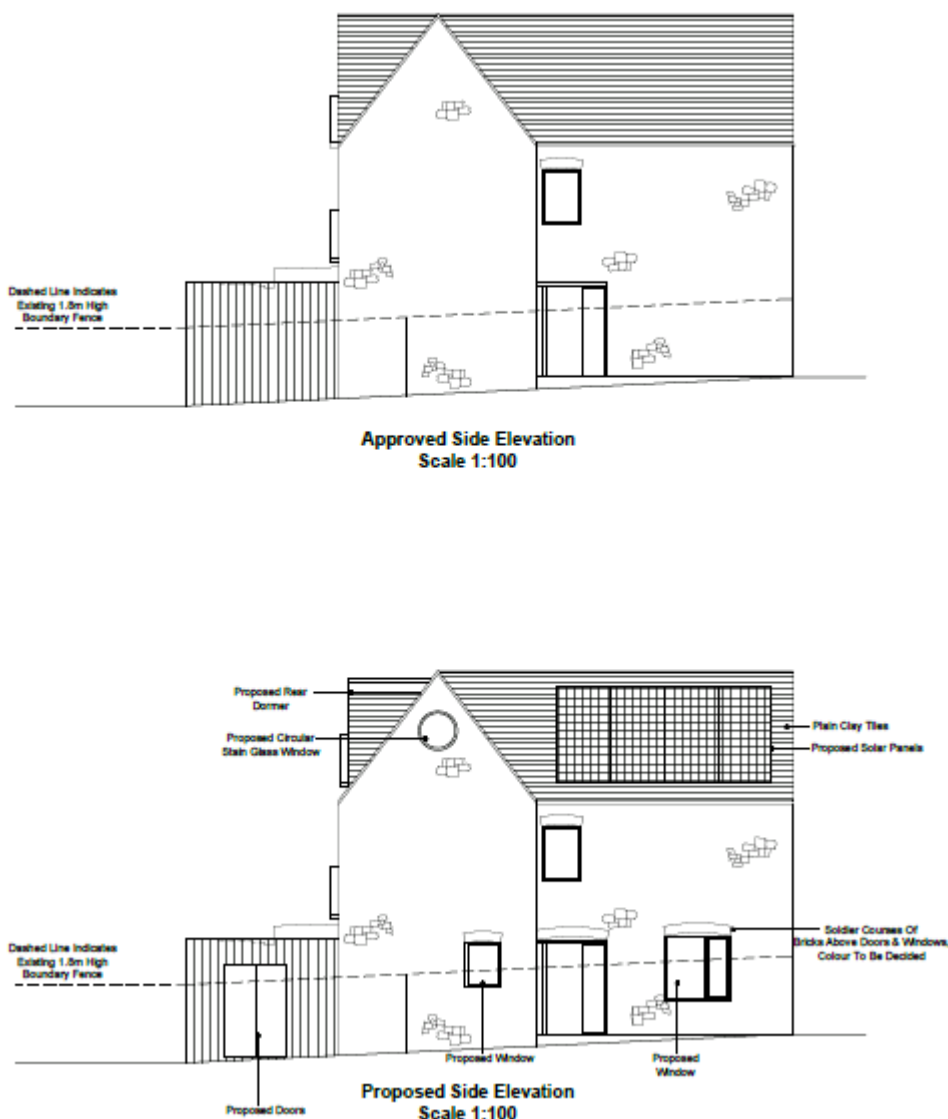 Dashed Line Indicates
Existing 1.8m High
Boundary Fence
Approved Side Elevation
Scale 1:100
Proposed Rear
Dormer
Proposed Circular
Stain Glass Window
Plain Clay Tiles
Proposed Solar Panels
Dashed Line Indicates
Existing 1.8m High
Boundary Fence
Soldier Courses Of
Bricks Above Doors & Windows,
Colour To Be Decided
Proposed Window
Proposed
Window
Proposed Doors
Proposed Side Elevation
Scale 1:100